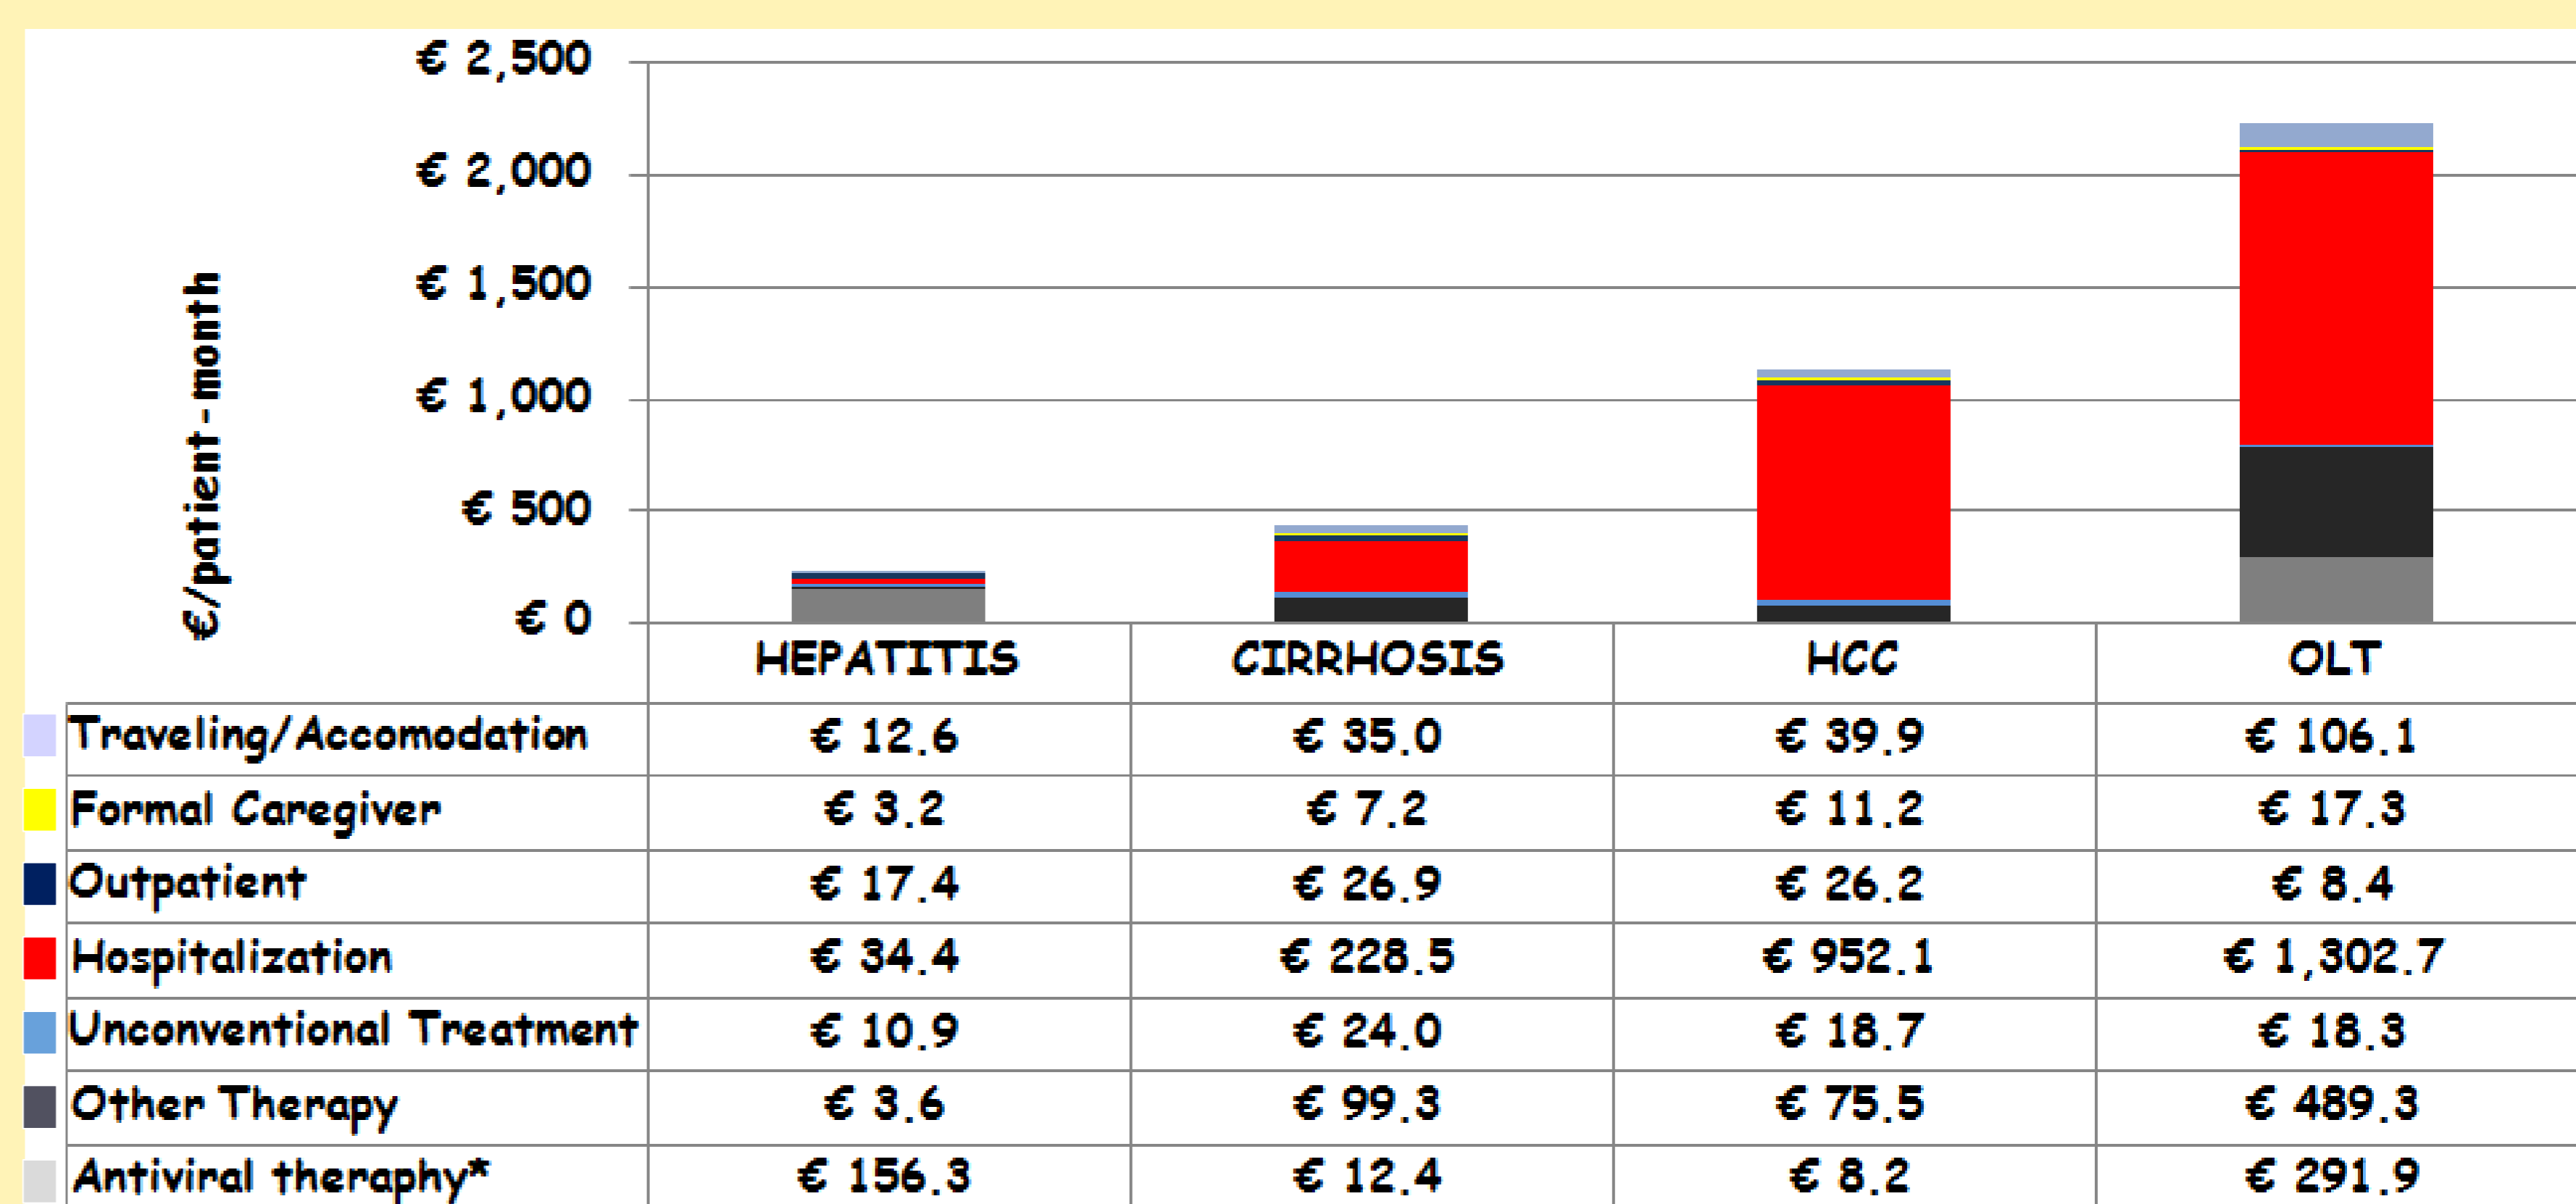 € 2,500
€ 2,000
€ 1,500
€ 1,000
€ 500
€ 0
€/patient-month
HEPATITIS CIRRHOSIS HCC OLT
Traveling/Accomodation € 12.6 € 35.0 € 39.9 € 106.1
Formal Caregiver € 3.2 € 7.2 € 11.2 € 17.3
Outpatient € 17.4 € 26.9 € 26.2 € 8.4
Hospitalization € 34.4 € 228.5 € 952.1 € 1,302.7
Unconventional Treatment € 10.9 € 24.0 € 18.7 € 18.3
Other Therapy € 3.6 € 99.3 € 75.5 € 489.3
Antiviral theraphy* € 156.3 € 12.4 € 8.2 € 291.9